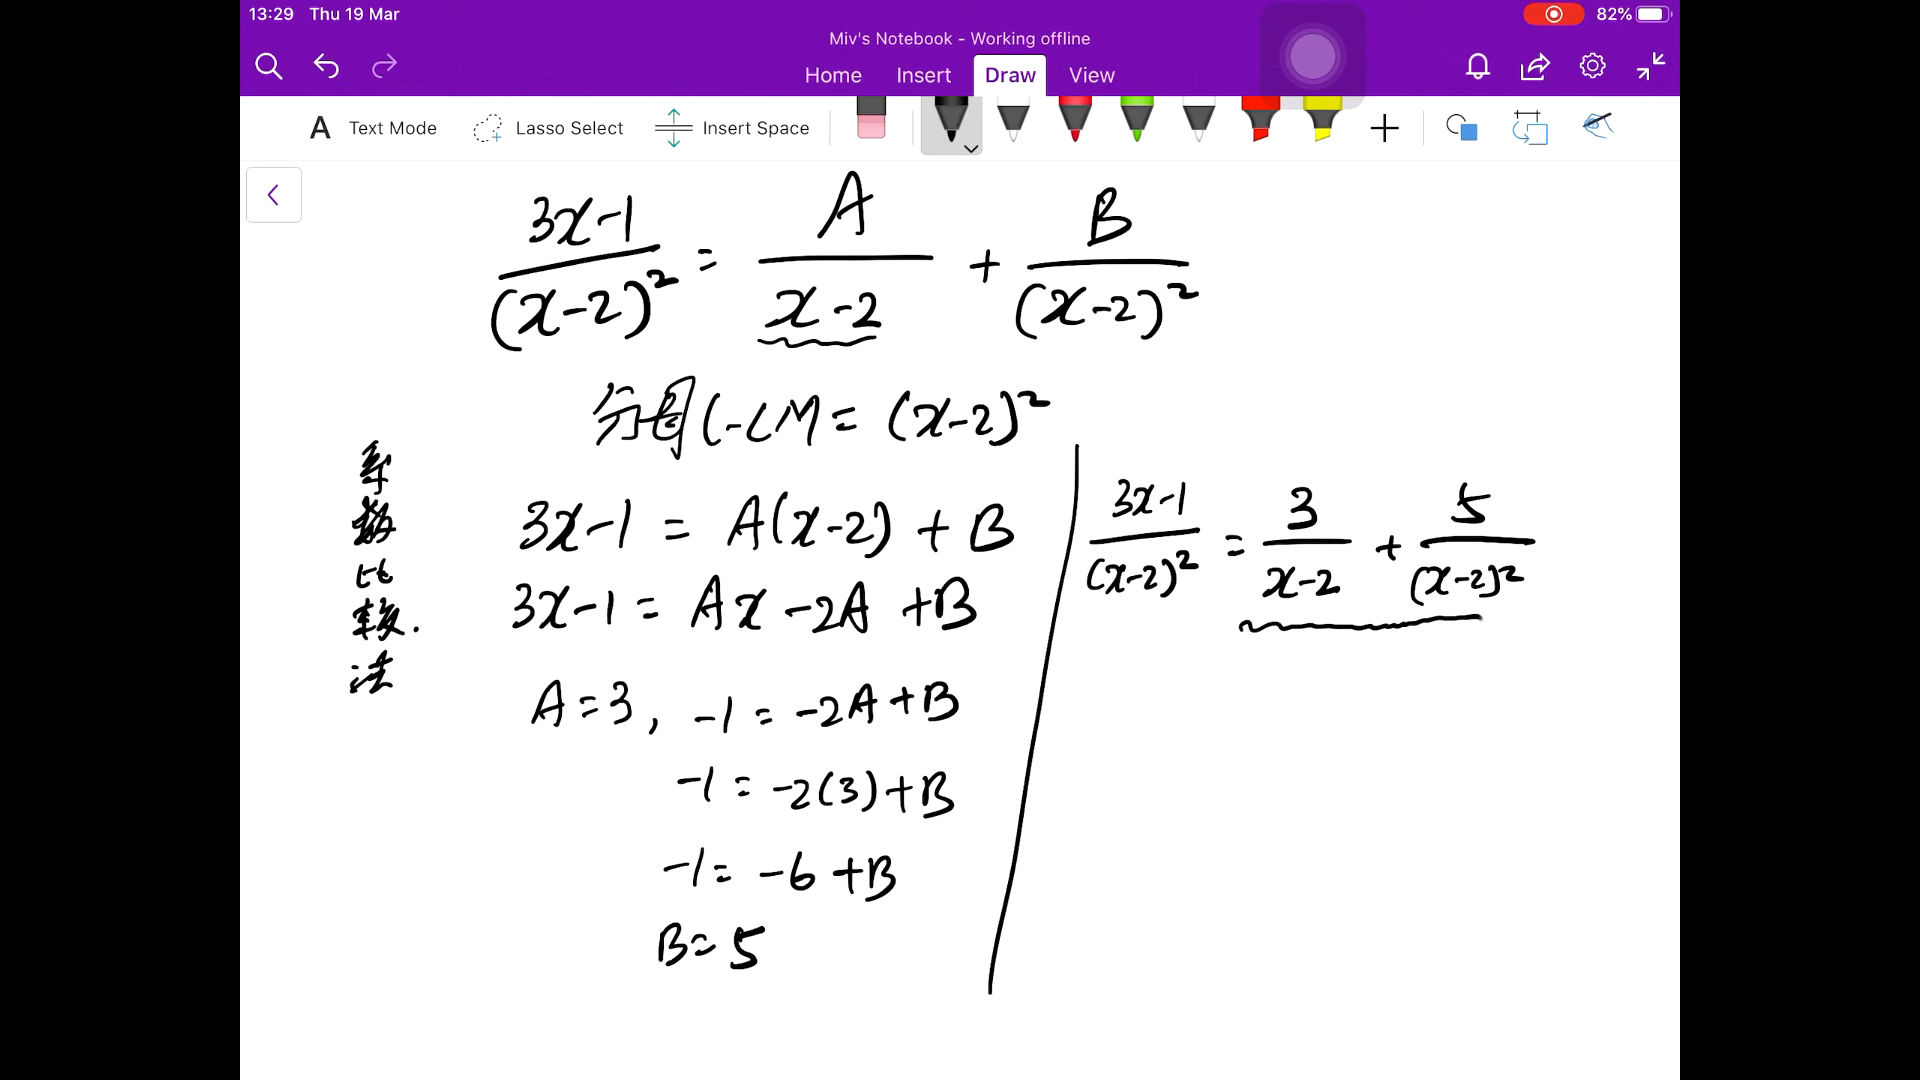 13:29 Thu 19 Mar
82%
Miv's Notebook - Working offline
Home Insert Draw View
Text Mode Lasso Select Insert Space
(3x-1)/(x-2)² = A/(x-2) + B/(x-2)²
分母 LCM = (x-2)²
系数比较法
3x-1 = A(x-2) + B
3x-1 = Ax -2A +B
A=3, -1 = -2A+B
-1 = -2(3)+B
-1 = -6 +B
B= 5
(3x-1)/(x-2)² = 3/(x-2) + 5/(x-2)²